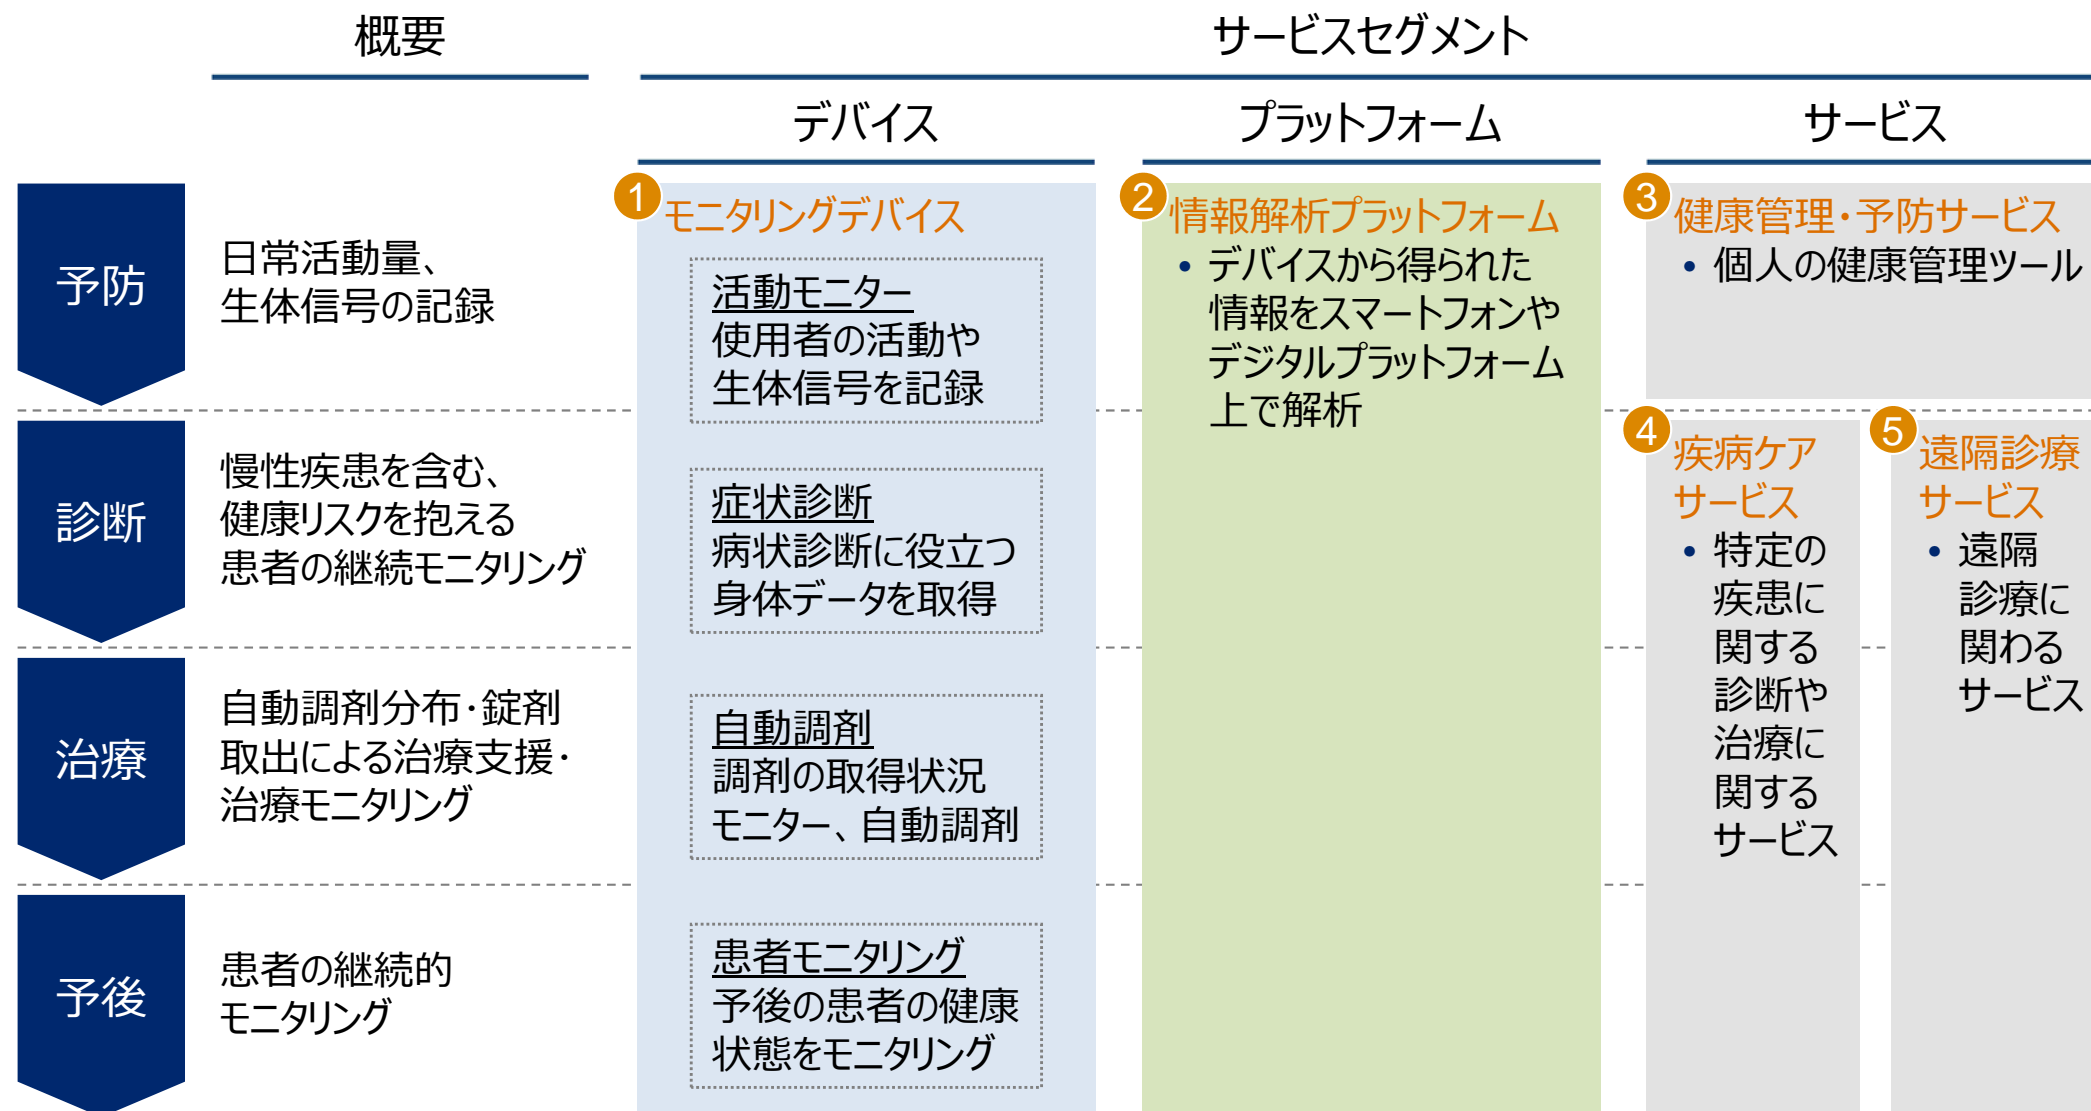 概要
サービスセグメント
デバイス
プラットフォーム
サービス
予防
日常活動量、
生体信号の記録
1
モニタリングデバイス
活動モニター
使用者の活動や
生体信号を記録
2
情報解析プラットフォーム
• デバイスから得られた
情報をスマートフォンや
デジタルプラットフォーム
上で解析
3
健康管理・予防サービス
• 個人の健康管理ツール
診断
慢性疾患を含む、
健康リスクを抱える
患者の継続モニタリング
症状診断
病状診断に役立つ
身体データを取得
4
疾病ケア
サービス
• 特定の
疾患に
関する
診断や
治療に
関する
サービス
5
遠隔診療
サービス
• 遠隔
診療に
関わる
サービス
治療
自動調剤分布・錠剤
取出による治療支援・
治療モニタリング
自動調剤
調剤の取得状況
モニター、自動調剤
予後
患者の継続的
モニタリング
患者モニタリング
予後の患者の健康
状態をモニタリング